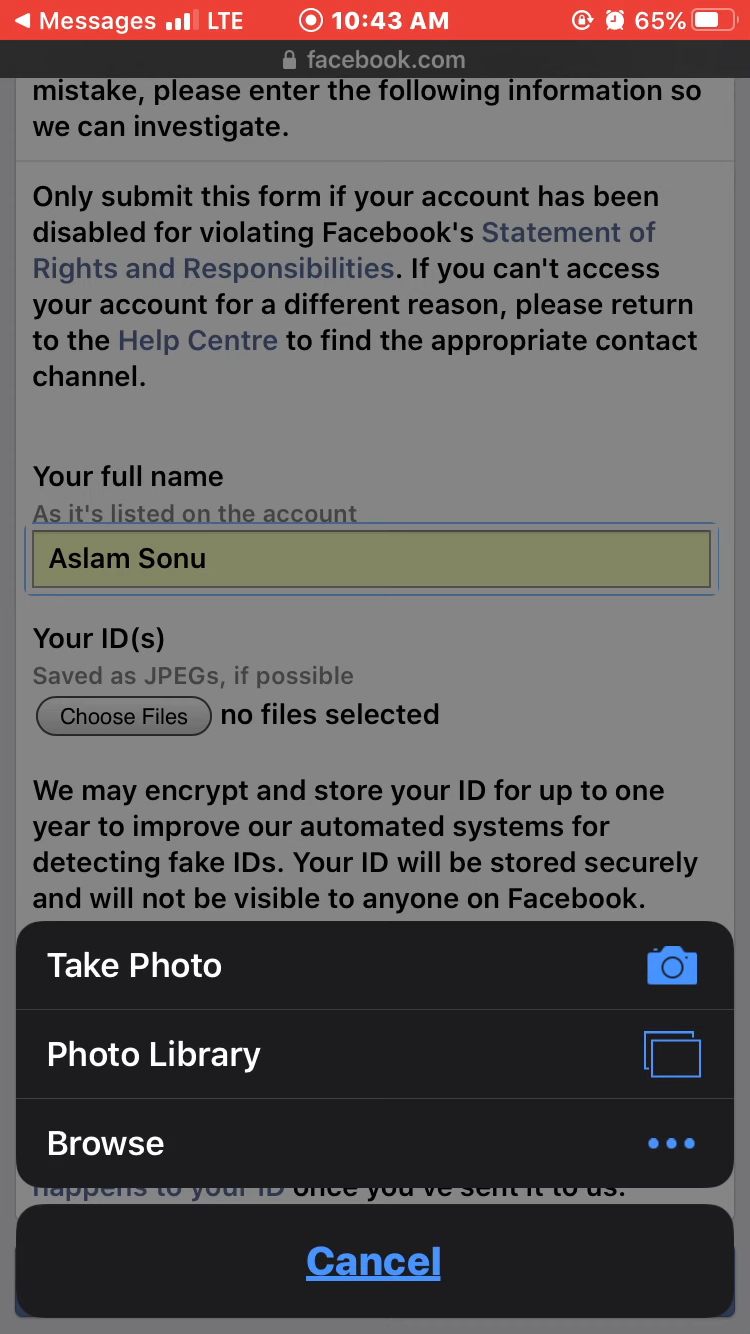 Messages LTE 10:43 AM 65%
facebook.com
mistake, please enter the following information so
we can investigate.
Only submit this form if your account has been
disabled for violating Facebook's Statement of
Rights and Responsibilities. If you can't access
your account for a different reason, please return
to the Help Centre to find the appropriate contact
channel.
Your full name
As it's listed on the account
Aslam Sonu
Your ID(s)
Saved as JPEGs, if possible
Choose Files no files selected
We may encrypt and store your ID for up to one
year to improve our automated systems for
detecting fake IDs. Your ID will be stored securely
and will not be visible to anyone on Facebook.
Take Photo
Photo Library
Browse
happens to your ID once you've sent it to us.
Cancel